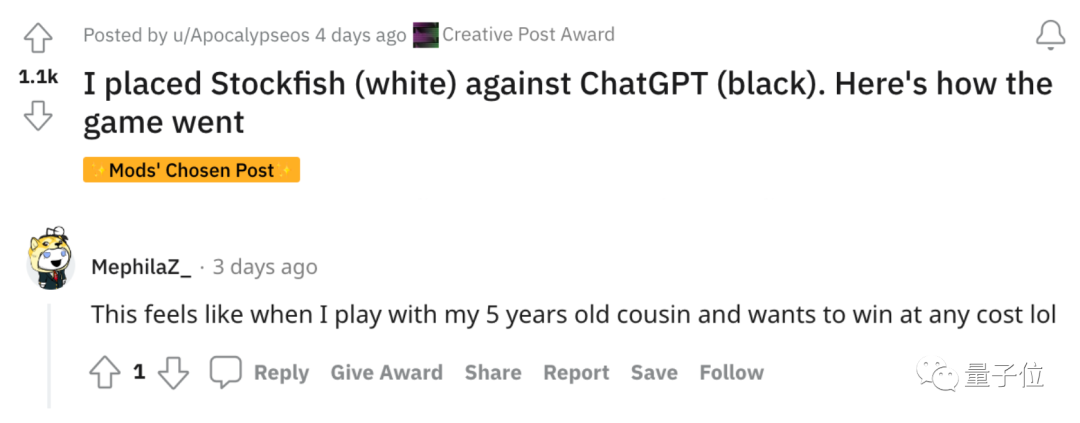 Posted by u/Apocalypseos 4 days ago Creative Post Award
1.1k
I placed Stockfish (white) against ChatGPT (black). Here's how the
game went
Mods' Chosen Post
MephilaZ_ · 3 days ago
This feels like when I play with my 5 years old cousin and wants to win at any cost lol
1 Reply Give Award Share Report Save Follow
量子位